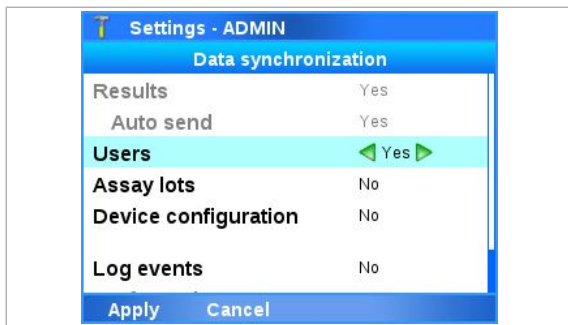 Settings - ADMIN
Data synchronization
Results Yes
Auto send Yes
Users Yes
Assay lots No
Device configuration No
Log events No
Apply Cancel